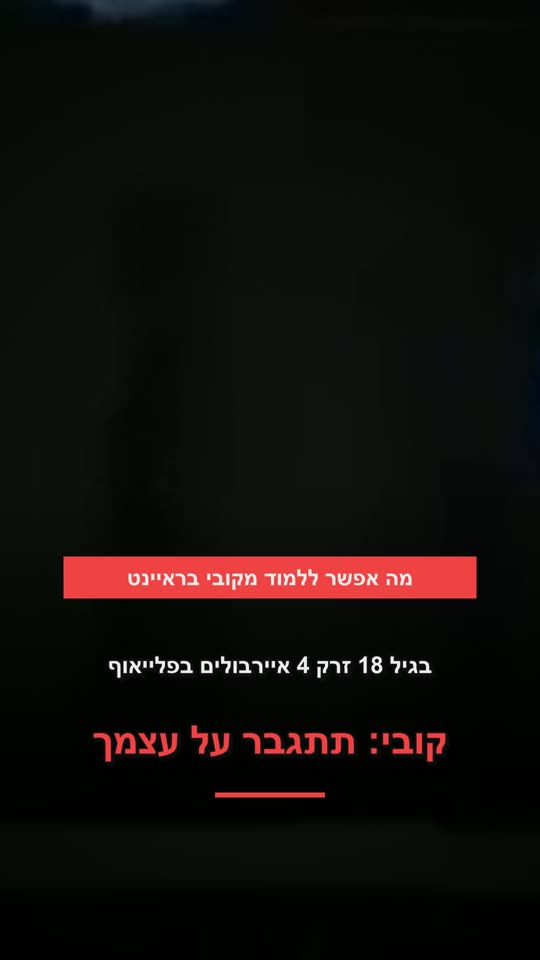 מה אפשר ללמוד מקובי בראיינט
בגיל 18 זרק 4 איירבולים בפלייאוף
קובי: תתגבר על עצמך